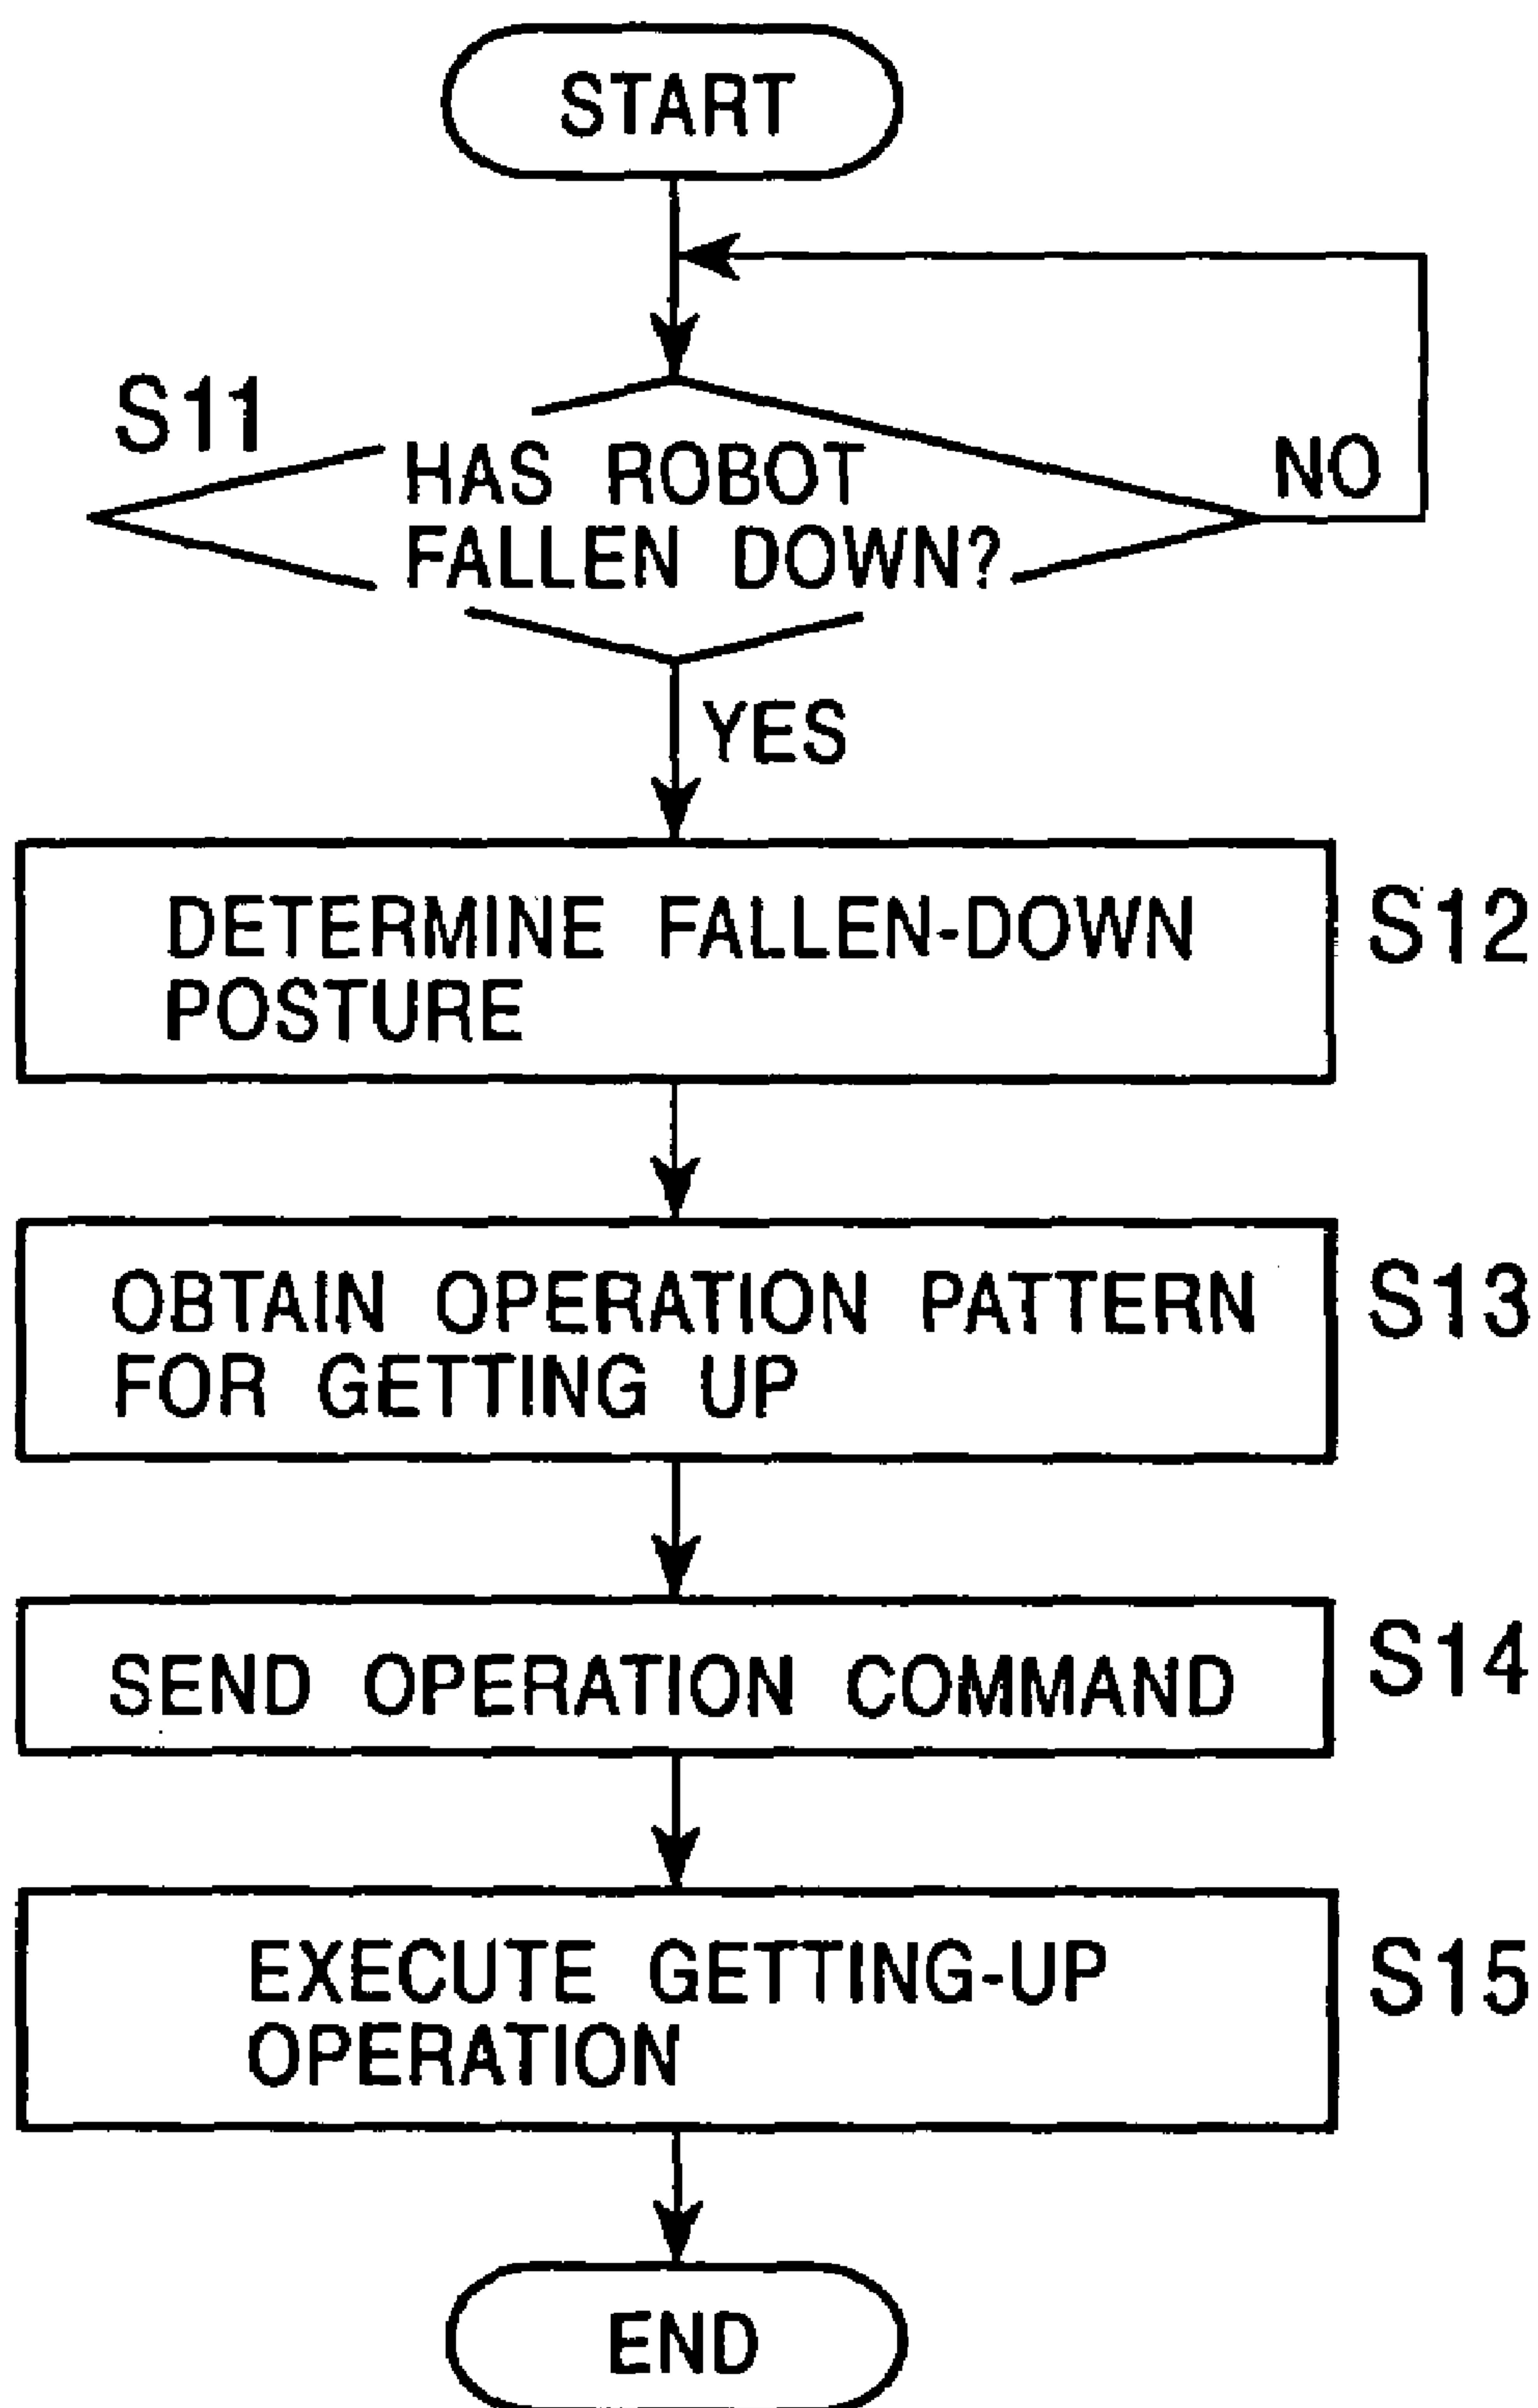 START
S11
HAS ROBOT
FALLEN DOWN?
NO
YES
DETERMINE FALLEN-DOWN
POSTURE
S12
OBTAIN OPERATION PATTERN
FOR GETTING UP
S13
SEND OPERATION COMMAND
S14
EXECUTE GETTING-UP
OPERATION
S15
END